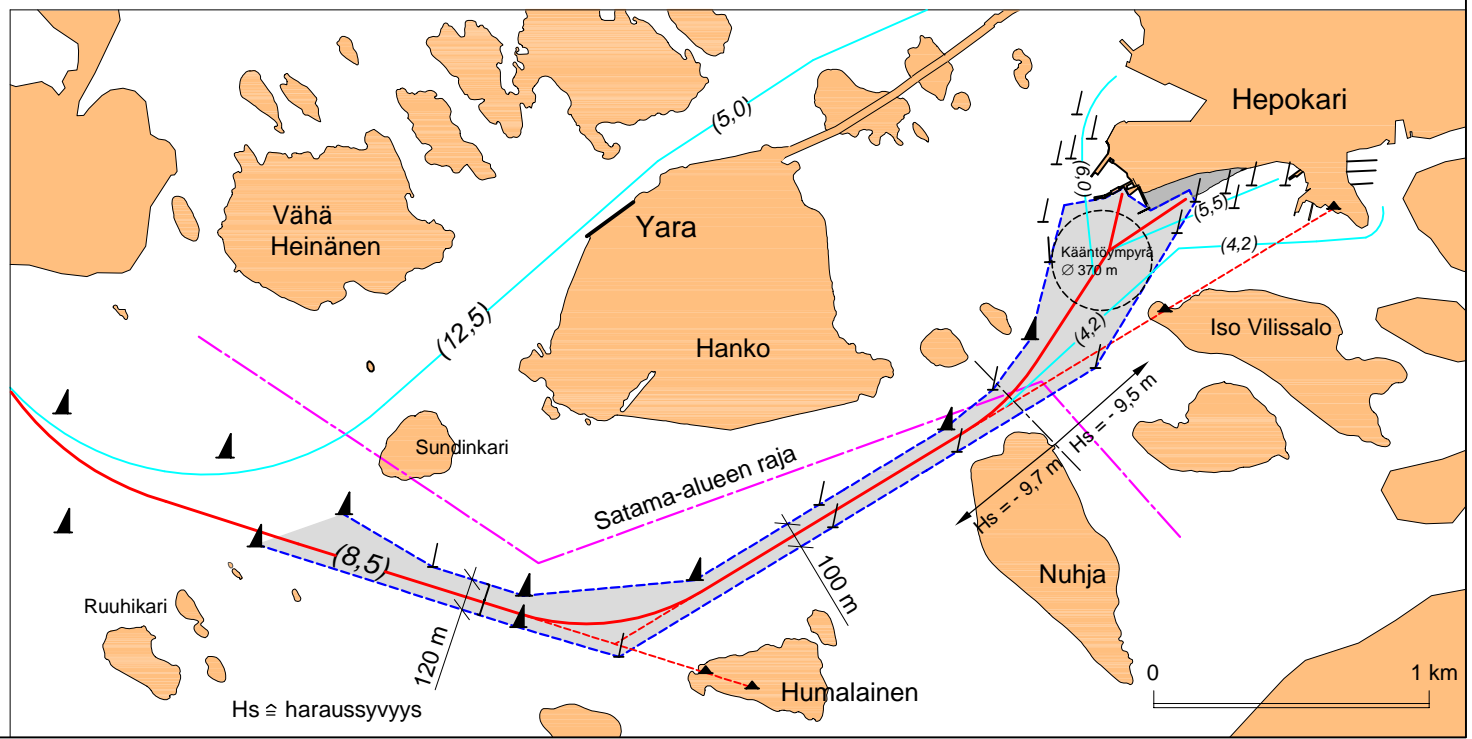 (5,0)
Hepokari
(6,0)
Vähä
Heinänen
Yara
(5,5)
(4,2)
Kääntöympyrä
∅ 370 m
(12,5)
(4,2)
Iso Vilissalo
Hanko
Sundinkari
Hs = - 9,5 m
Hs = - 9,7 m
Satama-alueen raja
(8,5)
100 m
Nuhja
Ruuhikari
120 m
0
1 km
Humalainen
Hs ≙ haraussyvyys